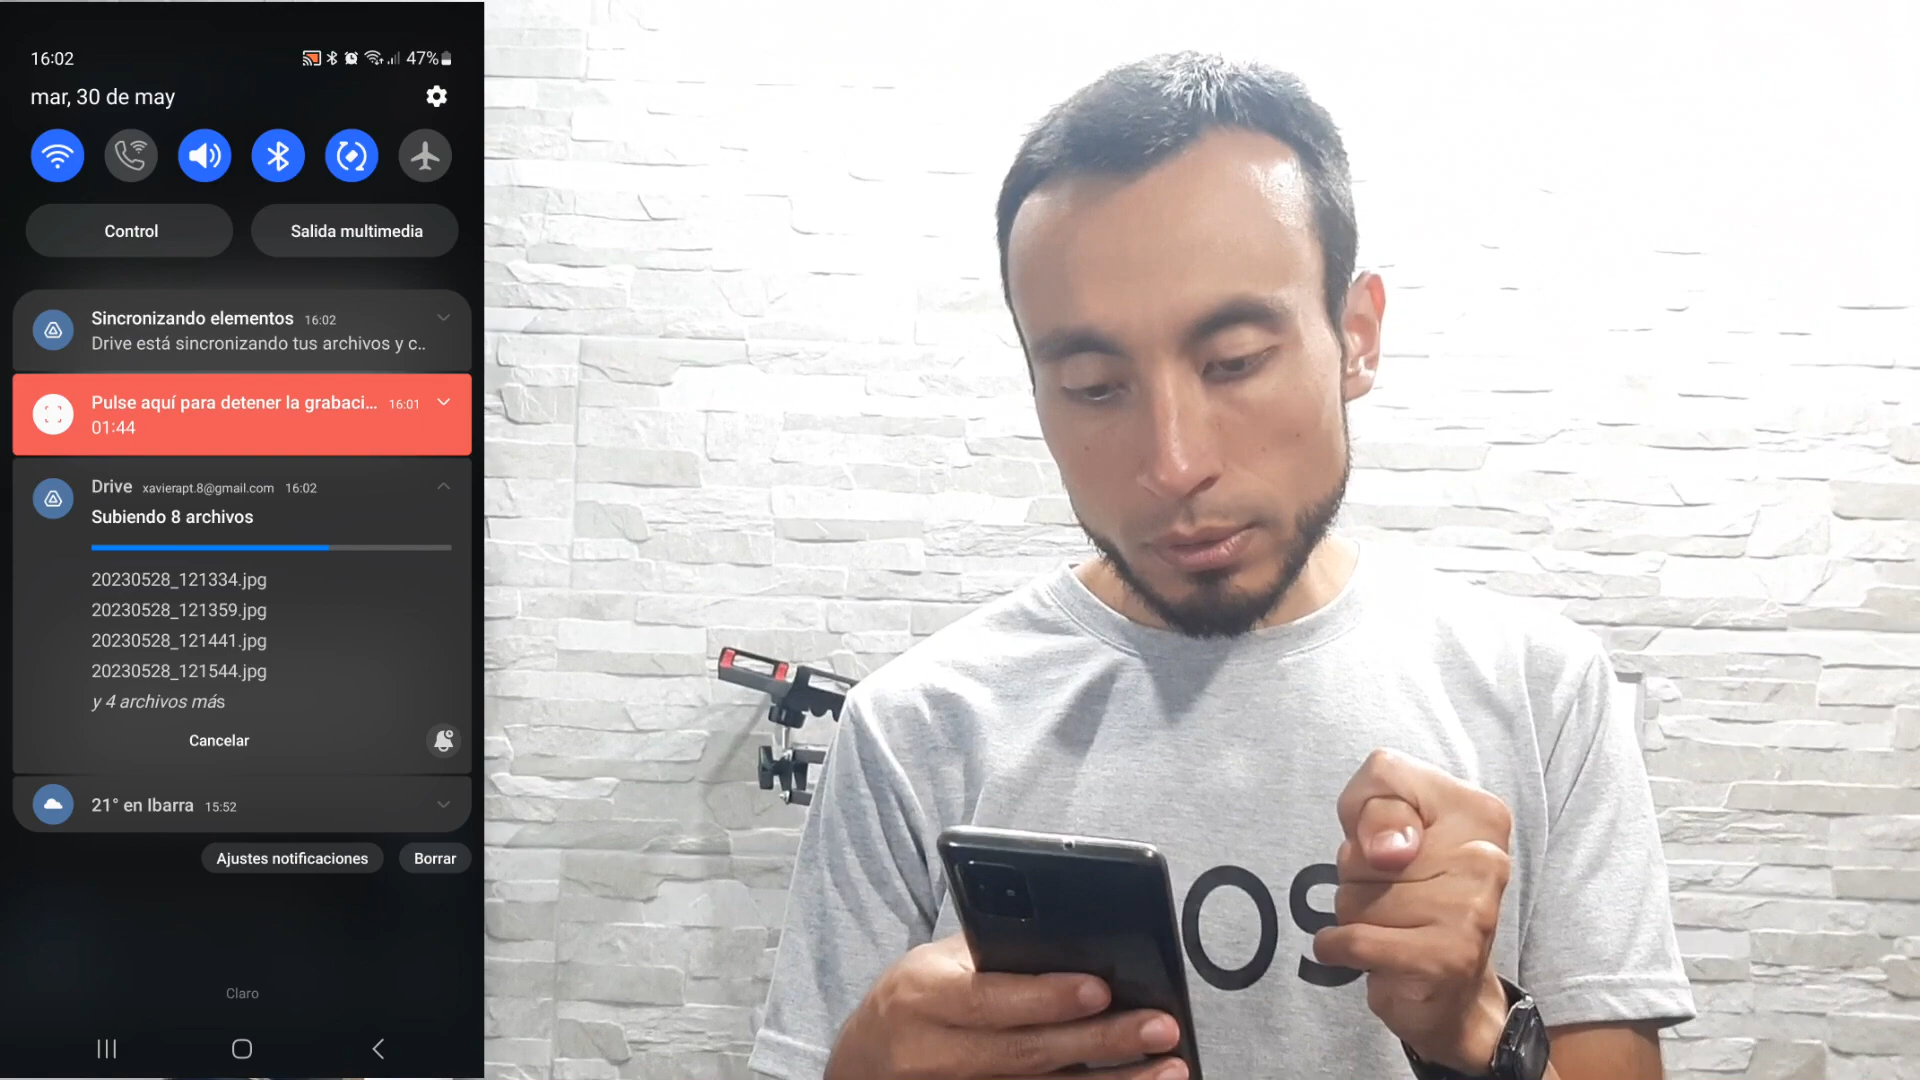 16:02
47%
mar, 30 de may
Control
Salida multimedia
Sincronizando elementos 16:02
Drive está sincronizando tus archivos y c..
Pulse aquí para detener la grabaci... 16:01
01:44
Drive xavierapt.8@gmail.com 16:02
Subiendo 8 archivos
20230528_121334.jpg
20230528_121359.jpg
20230528_121441.jpg
20230528_121544.jpg
y 4 archivos más
Cancelar
21° en Ibarra 15:52
Ajustes notificaciones
Borrar
Claro
OS